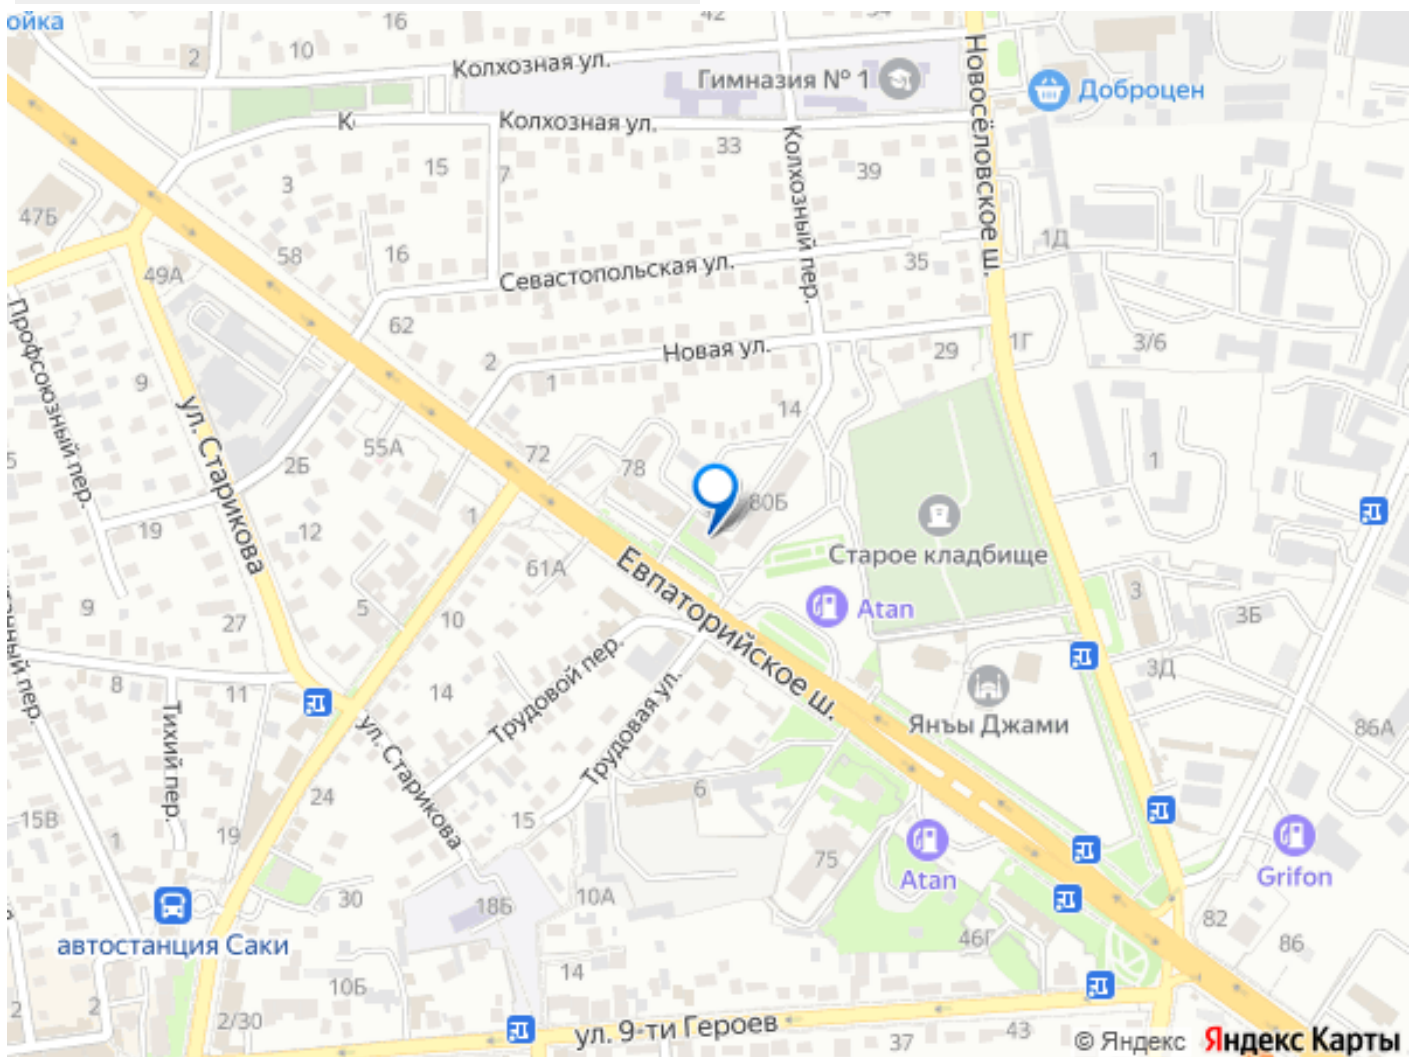 ойка
16
42
54
10
2
Колхозная ул.
Гимназия № 1
Новосёловское ш.
Доброцен
Колхозная ул.
33
Колхозный пер.
39
15
7
3
47Б
58
16
49А
Севастопольская ул.
35
1Д
62
Новая ул.
29
1Г
3/6
2
1
Профсоюзный пер.
9
ул. Старикова
14
55А
72
78
2Б
1
80Б
19
12
1
Старое кладбище
Евпаторийское ш.
61А
Atan
3
3Б
5
10
9
27
Трудовой пер.
3Д
8
11
14
Янъы Джами
86А
Тихий пер.
ул. Старикова
Трудовая ул.
6
24
15В
1
19
15
75
Atan
Grifon
30
18Б
10А
82
86
46Г
автостанция Саки
14
10Б
2
2
2/30
ул. 9-ти Героев
37
43
© Яндекс Яндекс Карты